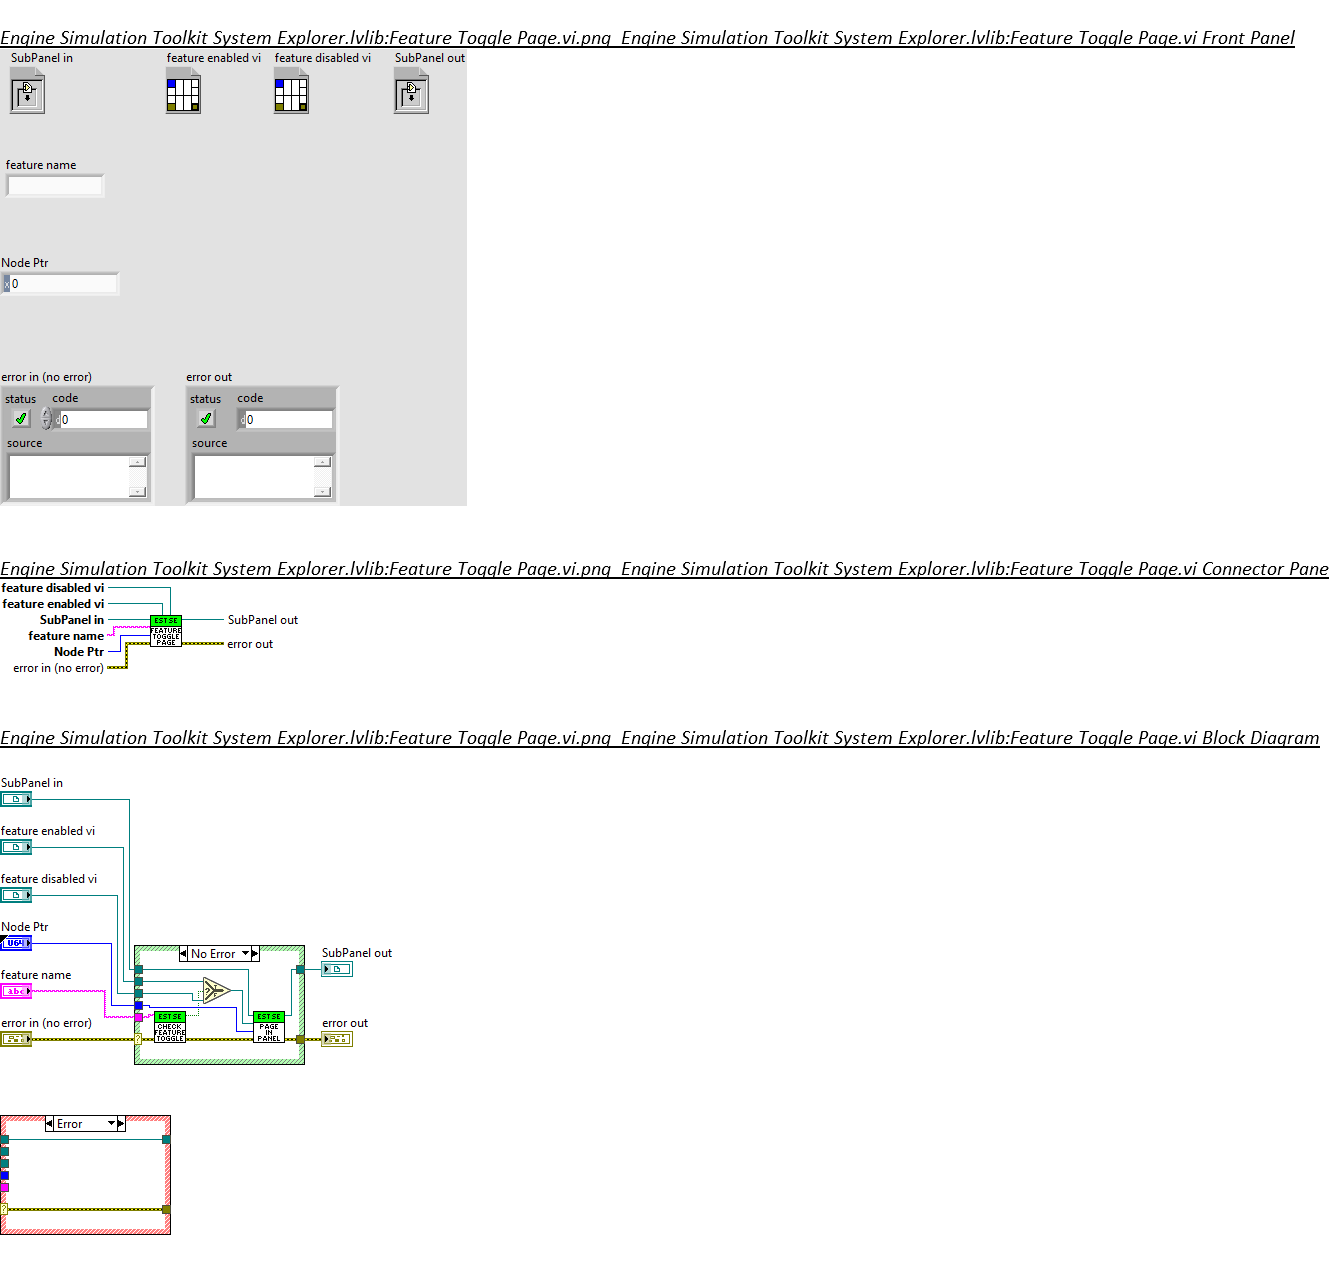 Engine Simulation Toolkit System Explorer.lvlib:Feature Toggle Page.vi.png  Engine Simulation Toolkit System Explorer.lvlib:Feature Toggle Page.vi Front Panel
SubPanel in feature enabled vi feature disabled vi SubPanel out
feature name
Node Ptr
x 0
error in (no error) error out
status code status code
d 0 d 0
source source
Engine Simulation Toolkit System Explorer.lvlib:Feature Toggle Page.vi.png  Engine Simulation Toolkit System Explorer.lvlib:Feature Toggle Page.vi Connector Pane
feature disabled vi
feature enabled vi
SubPanel in
feature name
Node Ptr
error in (no error)
EST SE
FEATURE
TOGGLE
PAGE
SubPanel out
error out
Engine Simulation Toolkit System Explorer.lvlib:Feature Toggle Page.vi.png  Engine Simulation Toolkit System Explorer.lvlib:Feature Toggle Page.vi Block Diagram
SubPanel in
feature enabled vi
feature disabled vi
Node Ptr
U64
feature name
abc
error in (no error)
No Error
?
T
F
EST SE
CHECK
FEATURE
TOGGLE
EST SE
PAGE
IN
PANEL
?
SubPanel out
error out
Error
?